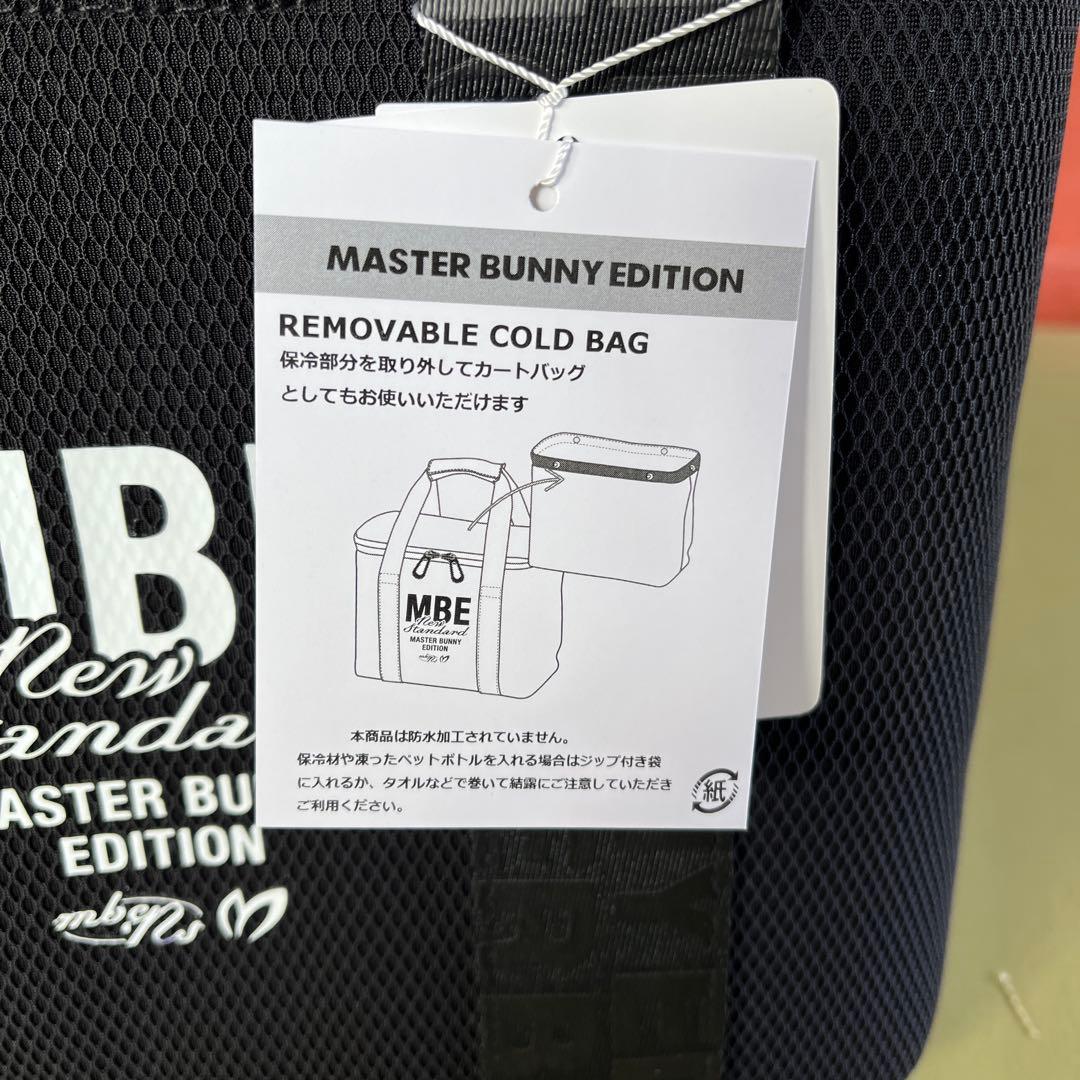 MASTER BUNNY EDITION
REMOVABLE COLD BAG
保冷部分を取り外してカートバッグ
としてもお使いいただけます
MBE
New
Standard
MASTER BUNNY
EDITION
本商品は防水加工されていません。
保冷材や凍ったペットボトルを入れる場合はジップ付き袋
に入れるか、タオルなどで巻いて結露にご注意していただき
ご利用ください。
紙
B
New
tanda
ASTER BU
EDITION